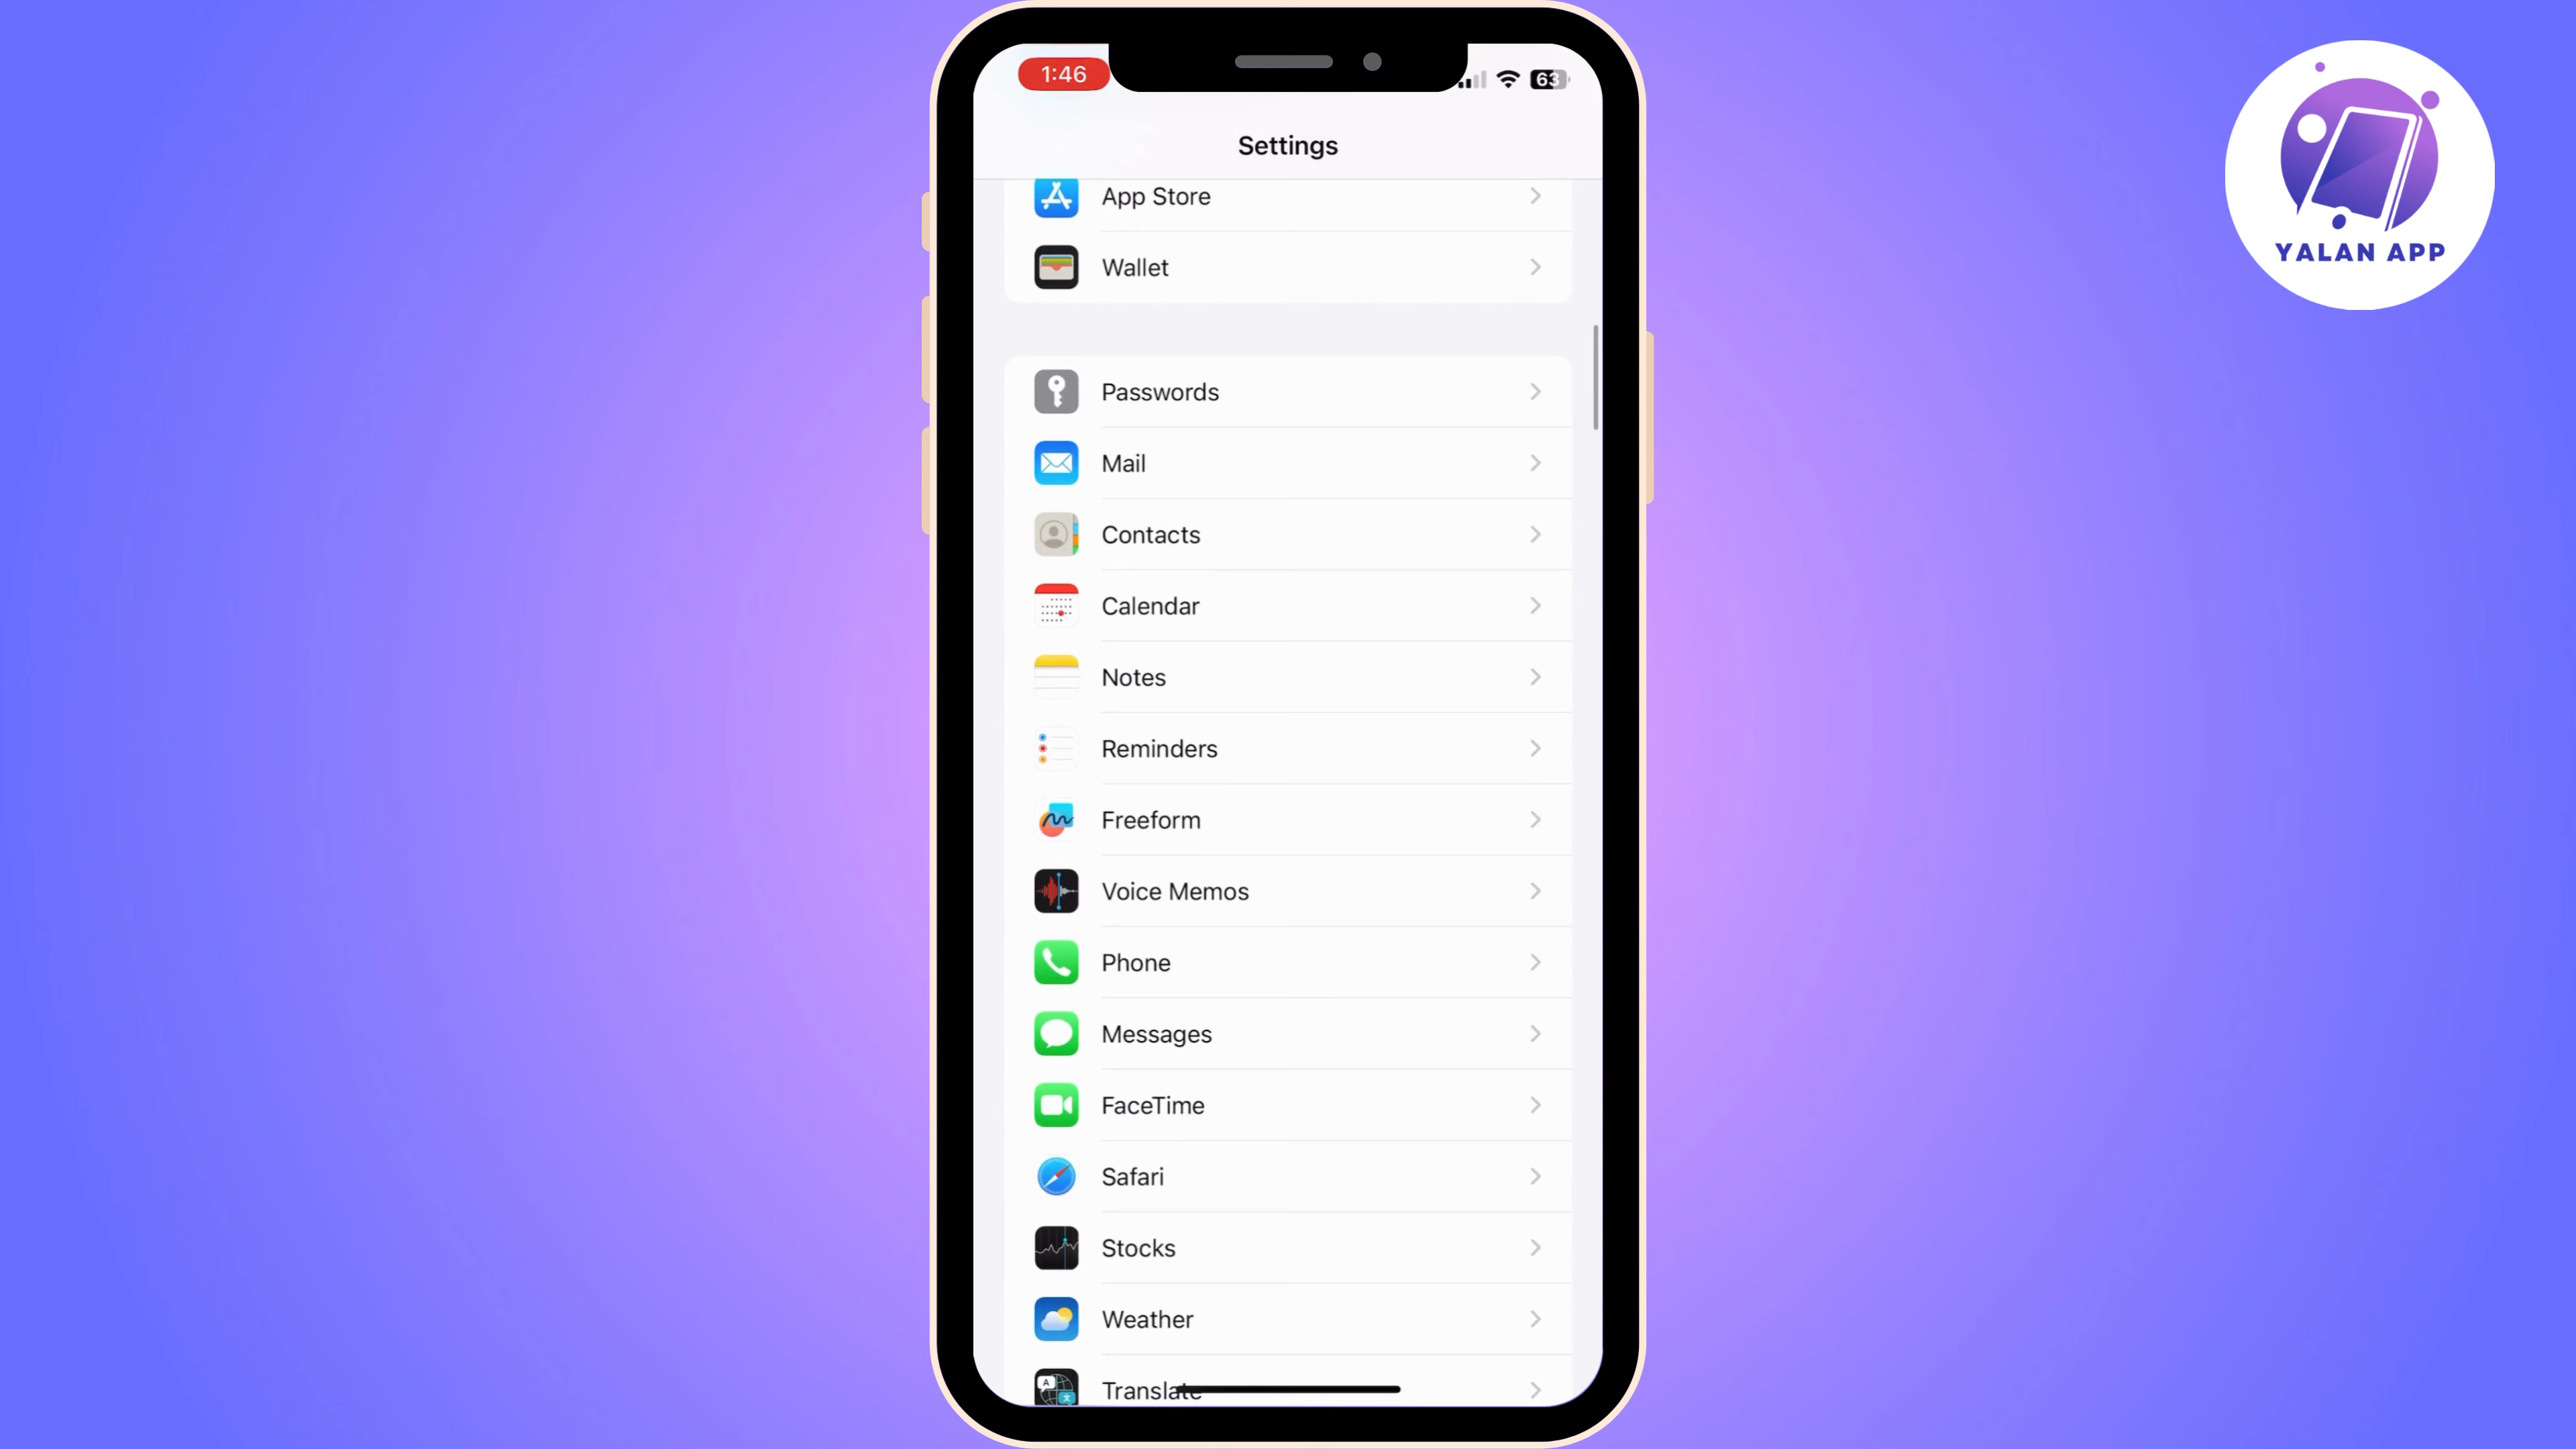 1:46
63
YALAN APP
Settings
App Store
Wallet
Passwords
Mail
Contacts
Calendar
Notes
Reminders
Freeform
Voice Memos
Phone
Messages
FaceTime
Safari
Stocks
Weather
A
Translate